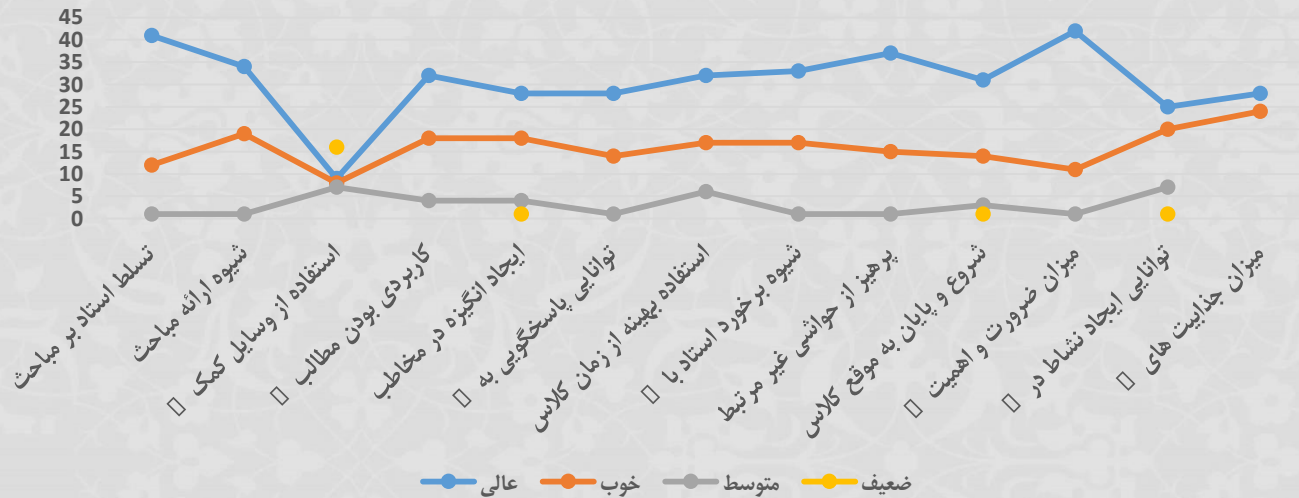 45
40
35
30
25
20
15
10
5
0
تسلط استاد بر مباحث
شیوه ارائه مباحث
استفاده از وسایل کمک
کاربردی بودن مطالب
ایجاد انگیزه در مخاطب
توانایی پاسخگویی به
استفاده بهینه از زمان کلاس
شیوه برخورد استاد با
پرهیز از حواشی غیر مرتبط
شروع و پایان به موقع کلاس
میزان ضرورت و اهمیت
توانایی ایجاد نشاط در
میزان جذابیت های
عالی خوب متوسط ضعیف